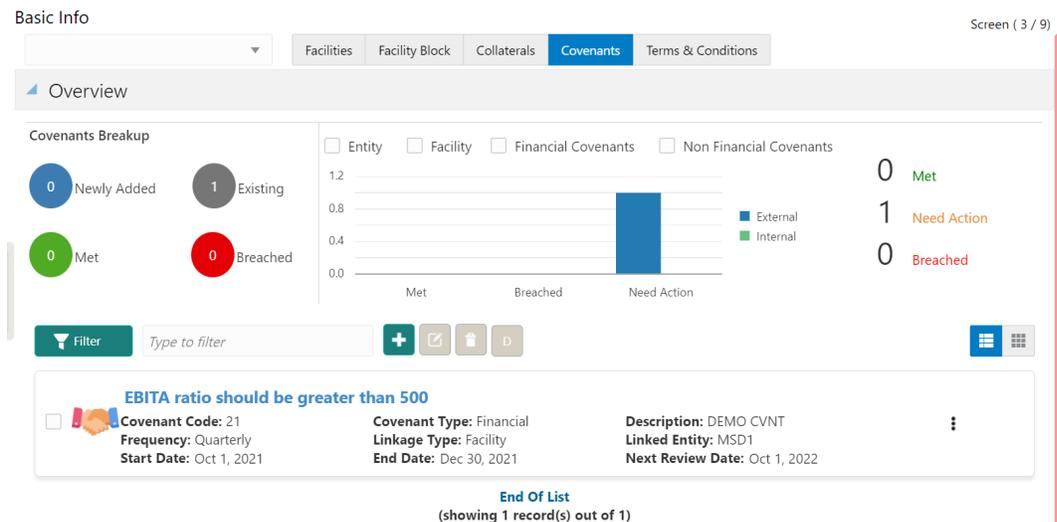 Basic Info
Screen ( 3 / 9)
Facilities Facility Block Collaterals Covenants Terms & Conditions
Overview
Covenants Breakup
0 Newly Added 1 Existing
0 Met 0 Breached
Entity Facility Financial Covenants Non Financial Covenants
1.2
0.8
0.4
0.0
Met Breached Need Action
External
Internal
0 Met
1 Need Action
0 Breached
Filter Type to filter D
EBITA ratio should be greater than 500
Covenant Code: 21 Covenant Type: Financial Description: DEMO CVNT
Frequency: Quarterly Linkage Type: Facility Linked Entity: MSD1
Start Date: Oct 1, 2021 End Date: Dec 30, 2021 Next Review Date: Oct 1, 2022
End Of List
(showing 1 record(s) out of 1)